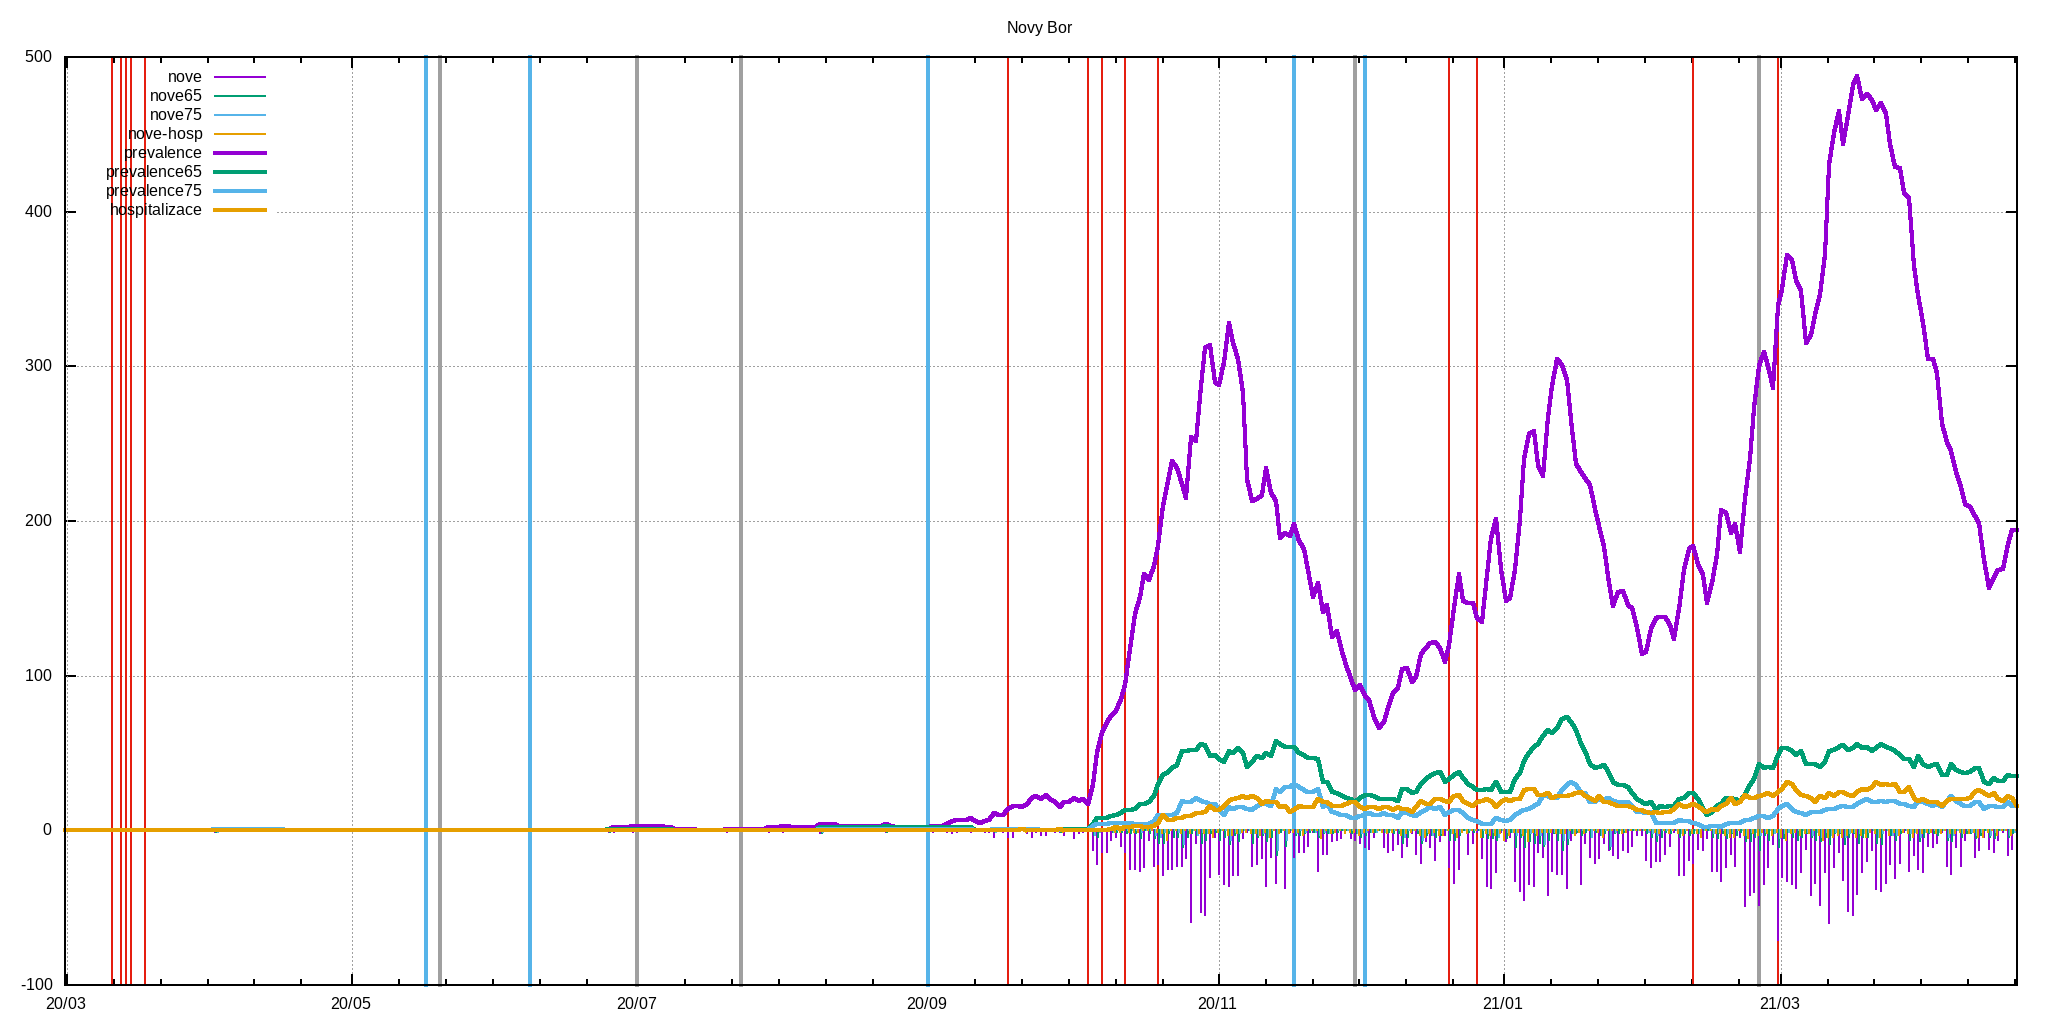 Novy Bor
500
nove
nove65
nove75
nove-hosp
prevalence
prevalence65
prevalence75
hospitalizace
400
300
200
100
0
-100
20/03 20/05 20/07 20/09 20/11 21/01 21/03